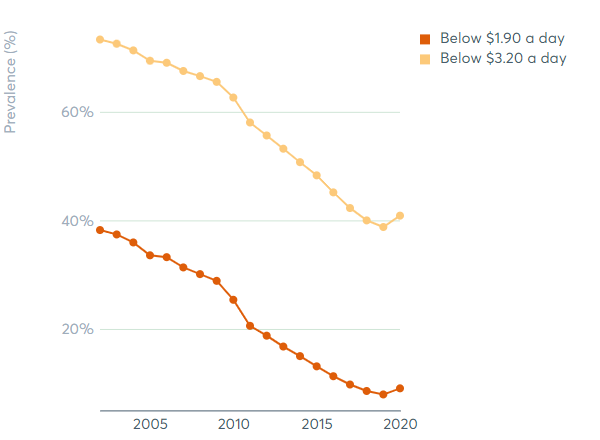 Prevalence (%)
Below $1.90 a day
Below $3.20 a day
60%
40%
20%
2005 2010 2015 2020